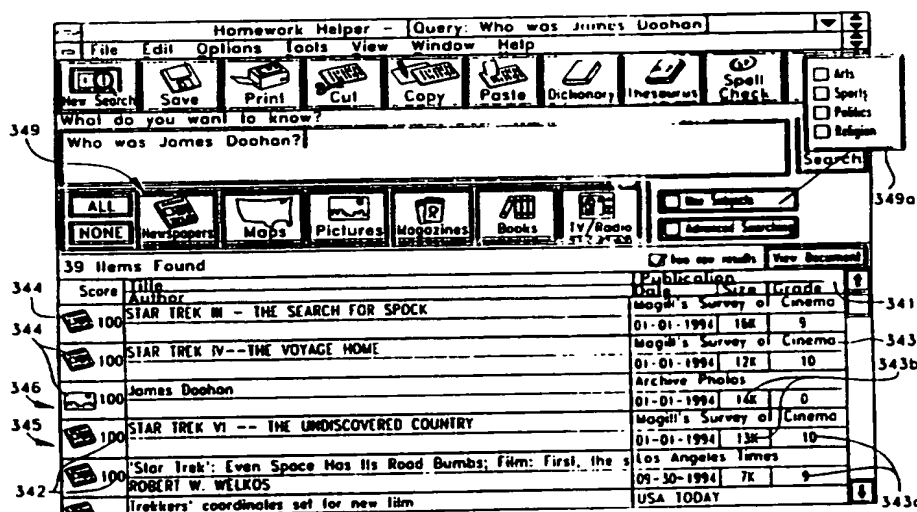 Homework Helper - Query: Who was James Doohan
File Edit Options Tools View Window Help
New Search Save Print Cut Copy Paste Dictionary Thesaurus Spell Check
Arts
Sports
Politics
Religion
What do you want to know?
Who was James Doohan?
Search
349
349a
ALL
NONE
Newspapers Maps Pictures Magazines Books TV/Radio
Use Subjects
Advanced Searching
39 Items Found
two row results View Document
Score Title Author Publication Date Size Grade
341
344
100 STAR TREK III - THE SEARCH FOR SPOCK Magill's Survey of Cinema
01-01-1994 16K 9
344
100 STAR TREK IV--THE VOYAGE HOME Magill's Survey of Cinema
343
01-01-1994 12K 10
343b
346
100 James Doohan Archive Photos
01-01-1994 14K 0
345
100 STAR TREK VI -- THE UNDISCOVERED COUNTRY Magill's Survey of Cinema
01-01-1994 13K 10
342
100 'Star Trek': Even Space Has Its Road Bumbs; Film: First, the s Los Angeles Times
ROBERT W. WELKOS 09-30-1994 7K 9
Trekkers' coordinates set for new film USA TODAY